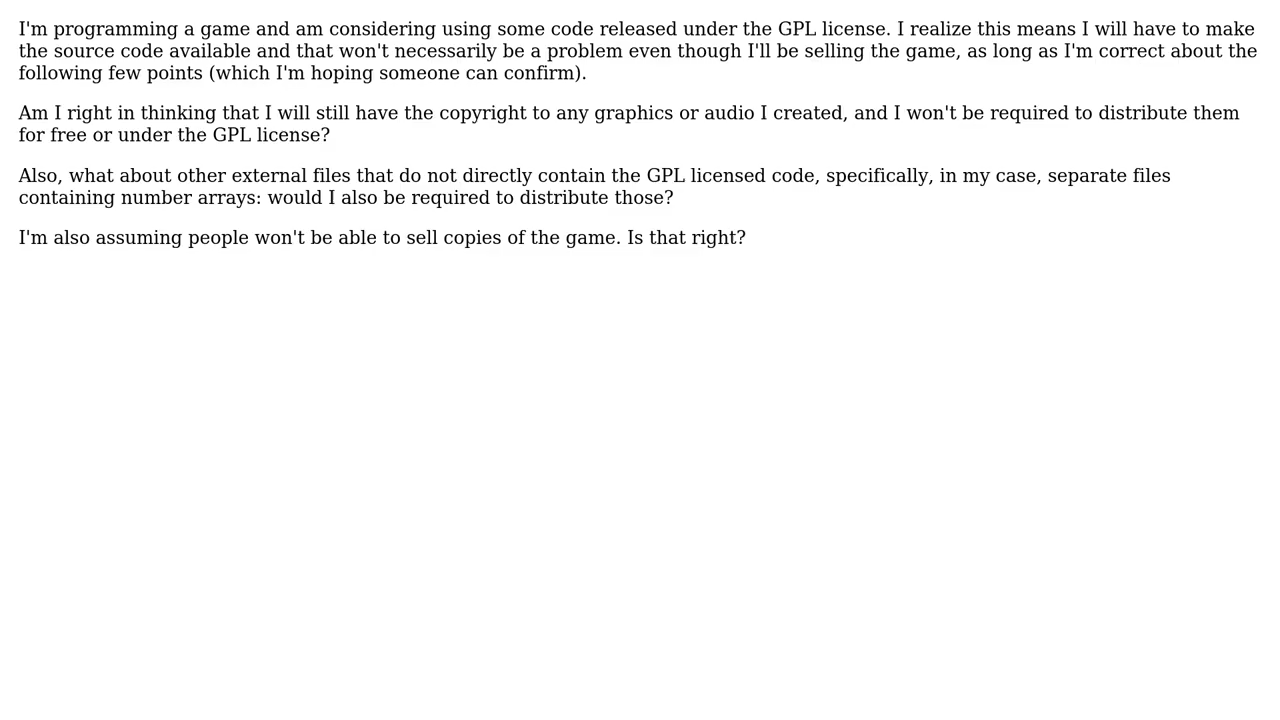 I'm programming a game and am considering using some code released under the GPL license. I realize this means I will have to make
the source code available and that won't necessarily be a problem even though I'll be selling the game, as long as I'm correct about the
following few points (which I'm hoping someone can confirm).
Am I right in thinking that I will still have the copyright to any graphics or audio I created, and I won't be required to distribute them
for free or under the GPL license?
Also, what about other external files that do not directly contain the GPL licensed code, specifically, in my case, separate files
containing number arrays: would I also be required to distribute those?
I'm also assuming people won't be able to sell copies of the game. Is that right?